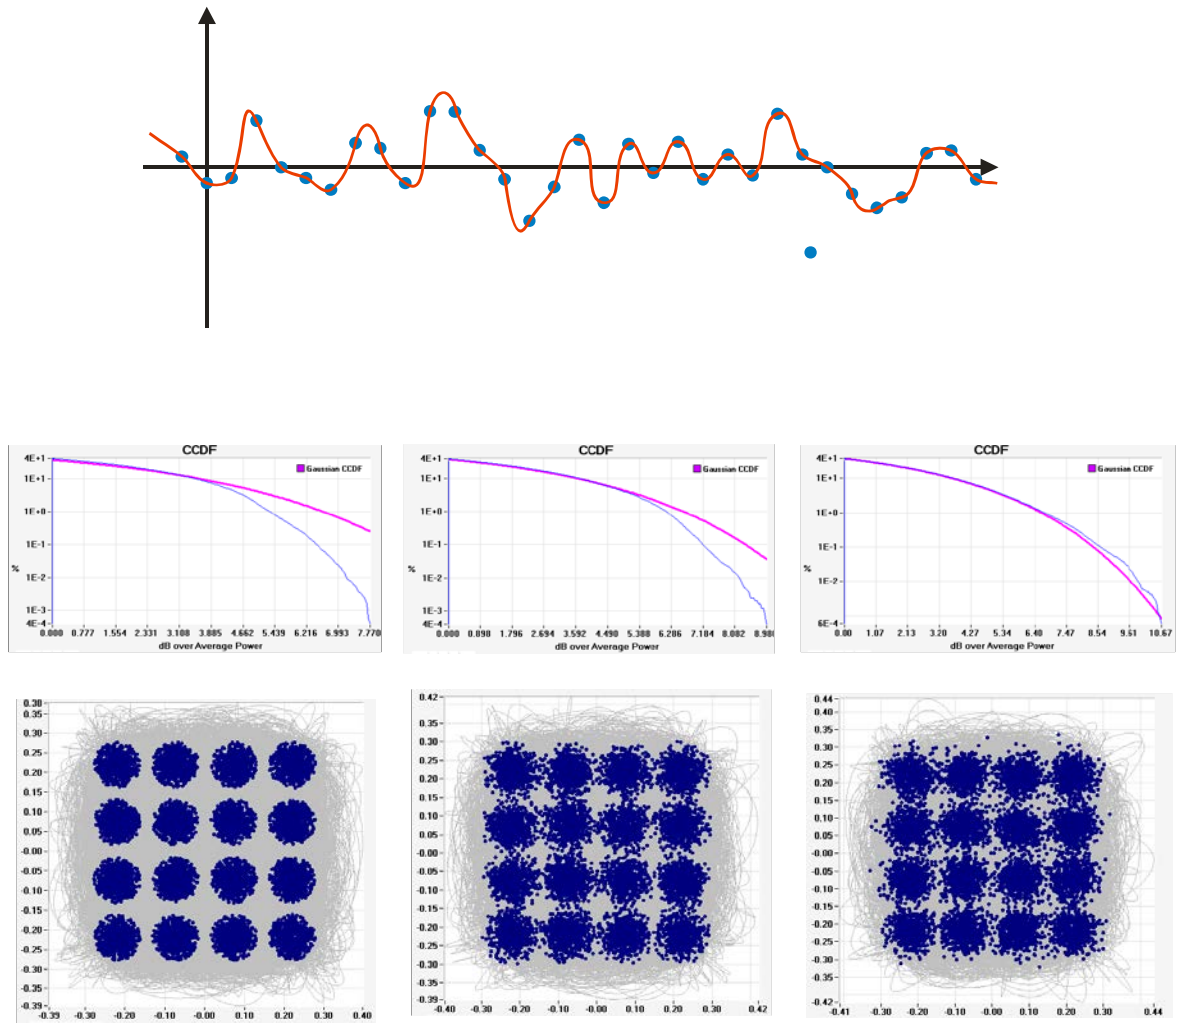 CCDF
4E+1
Gaussian CCDF
1E+1
1E+0
1E-1
%
1E-2
1E-3
4E-4
0.000 0.777 1.554 2.331 3.108 3.885 4.662 5.439 6.216 6.993 7.770
dB over Average Power
CCDF
4E+1
Gaussian CCDF
1E+1
1E+0
1E-1
%
1E-2
1E-3
4E-4
0.000 0.898 1.796 2.694 3.592 4.490 5.388 6.286 7.184 8.082 8.980
dB over Average Power
CCDF
4E+1
Gaussian CCDF
1E+1
1E+0
1E-1
%
1E-2
6E-4
0.00 1.07 2.13 3.20 4.27 5.34 6.40 7.47 8.54 9.61 10.67
dB over Average Power
0.38
0.35
0.30
0.25
0.20
0.10
0.05
0.00
-0.05
-0.10
-0.15
-0.20
-0.25
-0.30
-0.35
-0.39
-0.39 -0.30 -0.20 -0.10 -0.00 0.10 0.20 0.30 0.40
0.42
0.35
0.30
0.25
0.20
0.15
0.10
0.05
-0.00
-0.05
-0.10
-0.15
-0.20
-0.25
-0.30
-0.35
-0.39
-0.40 -0.30 -0.20 -0.10 -0.00 0.10 0.20 0.30 0.42
0.44
0.40
0.35
0.30
0.25
0.20
0.15
0.10
0.05
-0.00
-0.05
-0.10
-0.15
-0.20
-0.25
-0.30
-0.35
-0.42
-0.41 -0.30 -0.20 -0.10 0.00 0.10 0.20 0.30 0.44